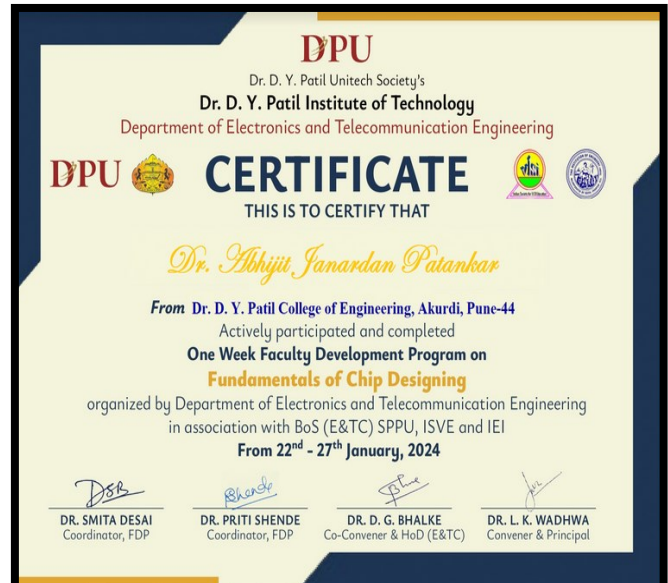 DPU
Dr. D. Y. Patil Unitech Society's
Dr. D. Y. Patil Institute of Technology
Department of Electronics and Telecommunication Engineering
DPU
CERTIFICATE
THIS IS TO CERTIFY THAT
Dr. Abhijit Janardan Patankar
From Dr. D. Y. Patil College of Engineering, Akurdi, Pune-44
Actively participated and completed
One Week Faculty Development Program on
Fundamentals of Chip Designing
organized by Department of Electronics and Telecommunication Engineering
in association with BoS (E&TC) SPPU, ISVE and IEI
From 22nd - 27th January, 2024
DR. SMITA DESAI
Coordinator, FDP
DR. PRITI SHENDE
Coordinator, FDP
DR. D. G. BHALKE
Co-Convener & HoD (E&TC)
DR. L. K. WADHWA
Convener & Principal